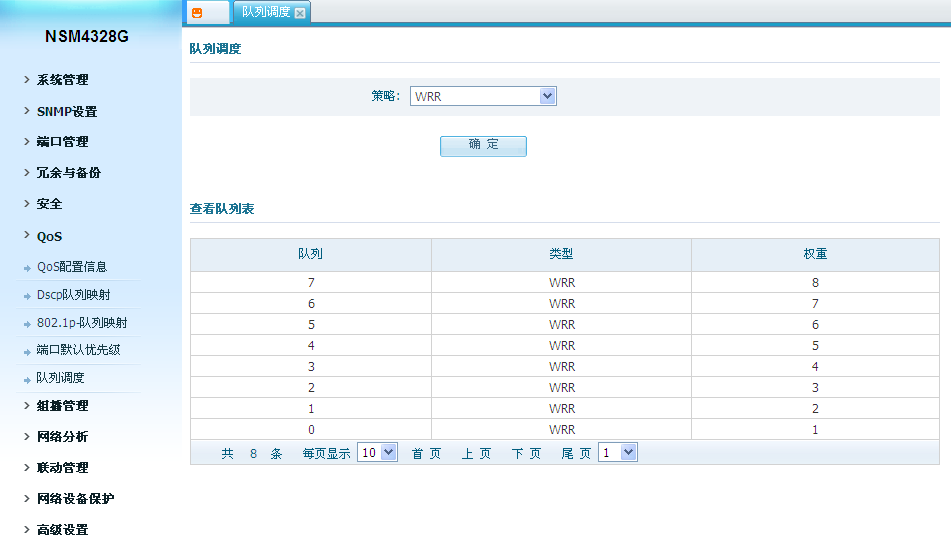 队列调度
NSM4328G
系统管理
SNMP设置
端口管理
冗余与备份
安全
QoS
QoS配置信息
Dscp队列映射
802.1p-队列映射
端口默认优先级
队列调度
组播管理
网络分析
联动管理
网络设备保护
高级设置
队列调度
策略: WRR
确 定
查看队列表
队列 类型 权重
7 WRR 8
6 WRR 7
5 WRR 6
4 WRR 5
3 WRR 4
2 WRR 3
1 WRR 2
0 WRR 1
共 8 条 每页显示 10 首 页 上 页 下 页 尾 页 1